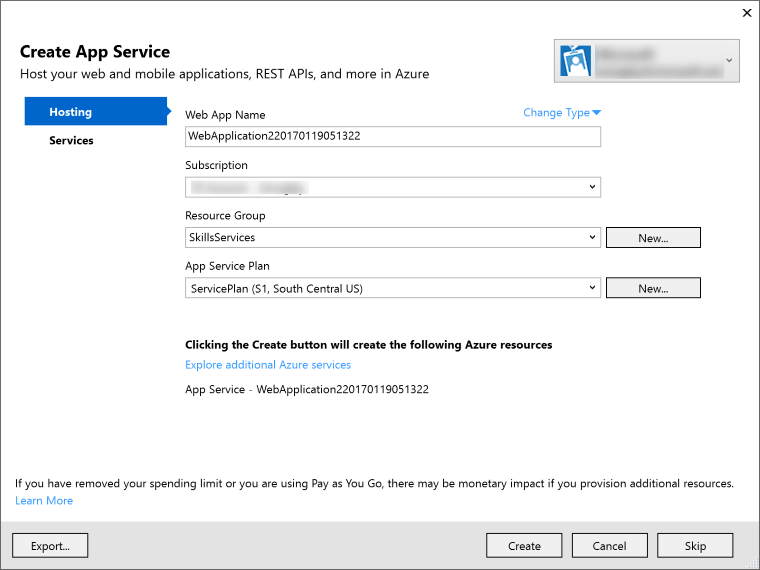 Create App Service
Host your web and mobile applications, REST APIs, and more in Azure
Hosting
Services
Web App Name
Change Type
WebApplication220170119051322
Subscription
Resource Group
SkillsServices
New...
App Service Plan
ServicePlan (S1, South Central US)
New...
Clicking the Create button will create the following Azure resources
Explore additional Azure services
App Service - WebApplication220170119051322
If you have removed your spending limit or you are using Pay as You Go, there may be monetary impact if you provision additional resources.
Learn More
Export...
Create
Cancel
Skip